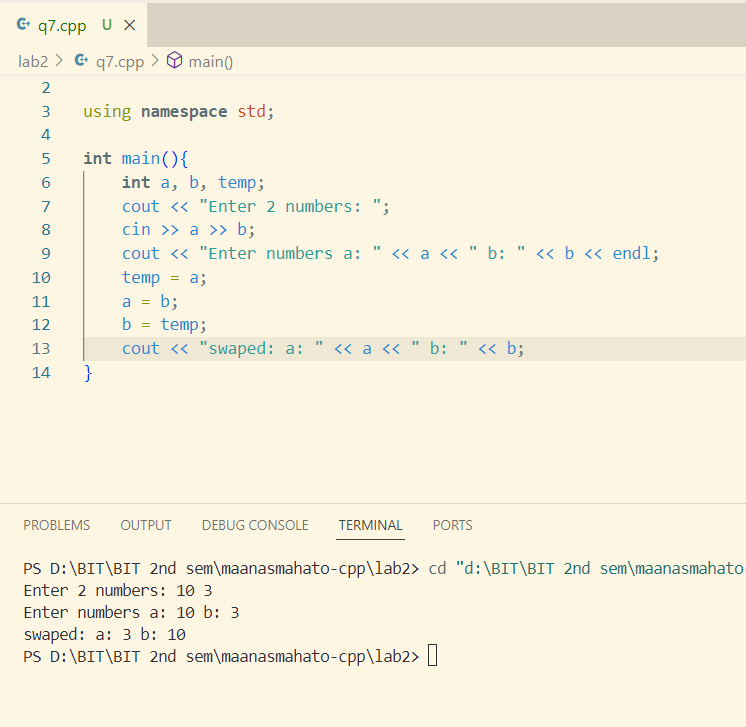 q7.cpp U ×
lab2 > q7.cpp > main()
2
3 using namespace std;
4
5 int main(){
6 int a, b, temp;
7 cout << "Enter 2 numbers: ";
8 cin >> a >> b;
9 cout << "Enter numbers a: " << a << " b: " << b << endl;
10 temp = a;
11 a = b;
12 b = temp;
13 cout << "swaped: a: " << a << " b: " << b;
14 }
PROBLEMS OUTPUT DEBUG CONSOLE TERMINAL PORTS
PS D:\BIT\BIT 2nd sem\maanasmahato-cpp\lab2> cd "d:\BIT\BIT 2nd sem\maanasmahato-
Enter 2 numbers: 10 3
Enter numbers a: 10 b: 3
swaped: a: 3 b: 10
PS D:\BIT\BIT 2nd sem\maanasmahato-cpp\lab2>